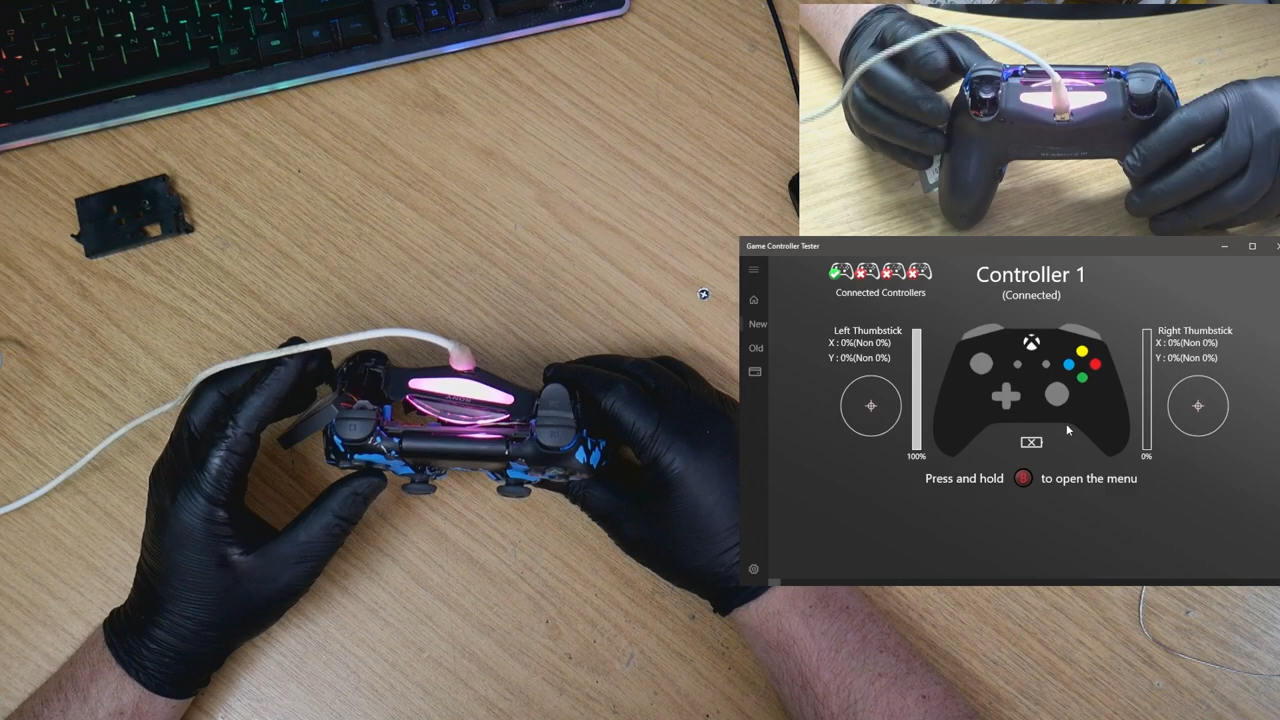 Game Controller Tester
Controller 1
(Connected)
Connected Controllers
New
Old
Left Thumbstick
X : 0%(Non 0%)
Y : 0%(Non 0%)
100%
Right Thumbstick
X : 0%(Non 0%)
Y : 0%(Non 0%)
0%
Press and hold B to open the menu
SONY